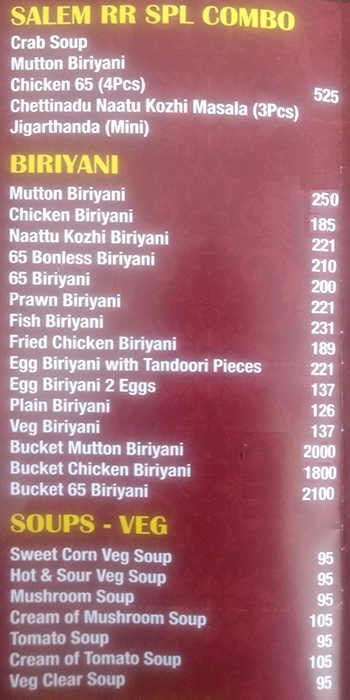 SALEM RR SPL COMBO
Crab Soup
Mutton Biriyani
Chicken 65 (4Pcs)
Chettinadu Naatu Kozhi Masala (3Pcs) 525
Jigarthanda (Mini)
BIRIYANI
Mutton Biriyani 250
Chicken Biriyani 185
Naattu Kozhi Biriyani 221
65 Bonless Biriyani 210
65 Biriyani 200
Prawn Biriyani 221
Fish Biriyani 231
Fried Chicken Biriyani 189
Egg Biriyani with Tandoori Pieces 221
Egg Biriyani 2 Eggs 137
Plain Biriyani 126
Veg Biriyani 137
Bucket Mutton Biriyani 2000
Bucket Chicken Biriyani 1800
Bucket 65 Biriyani 2100
SOUPS - VEG
Sweet Corn Veg Soup 95
Hot & Sour Veg Soup 95
Mushroom Soup 95
Cream of Mushroom Soup 105
Tomato Soup 95
Cream of Tomato Soup 105
Veg Clear Soup 95